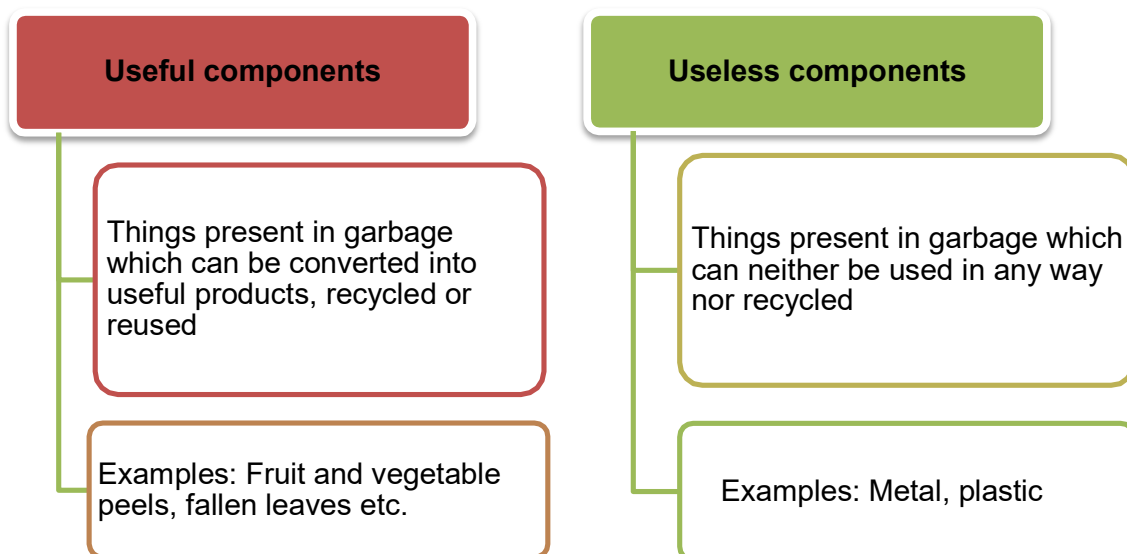 Useful components
Things present in garbage
which can be converted into
useful products, recycled or
reused
Examples: Fruit and vegetable
peels, fallen leaves etc.
Useless components
Things present in garbage which
can neither be used in any way
nor recycled
Examples: Metal, plastic